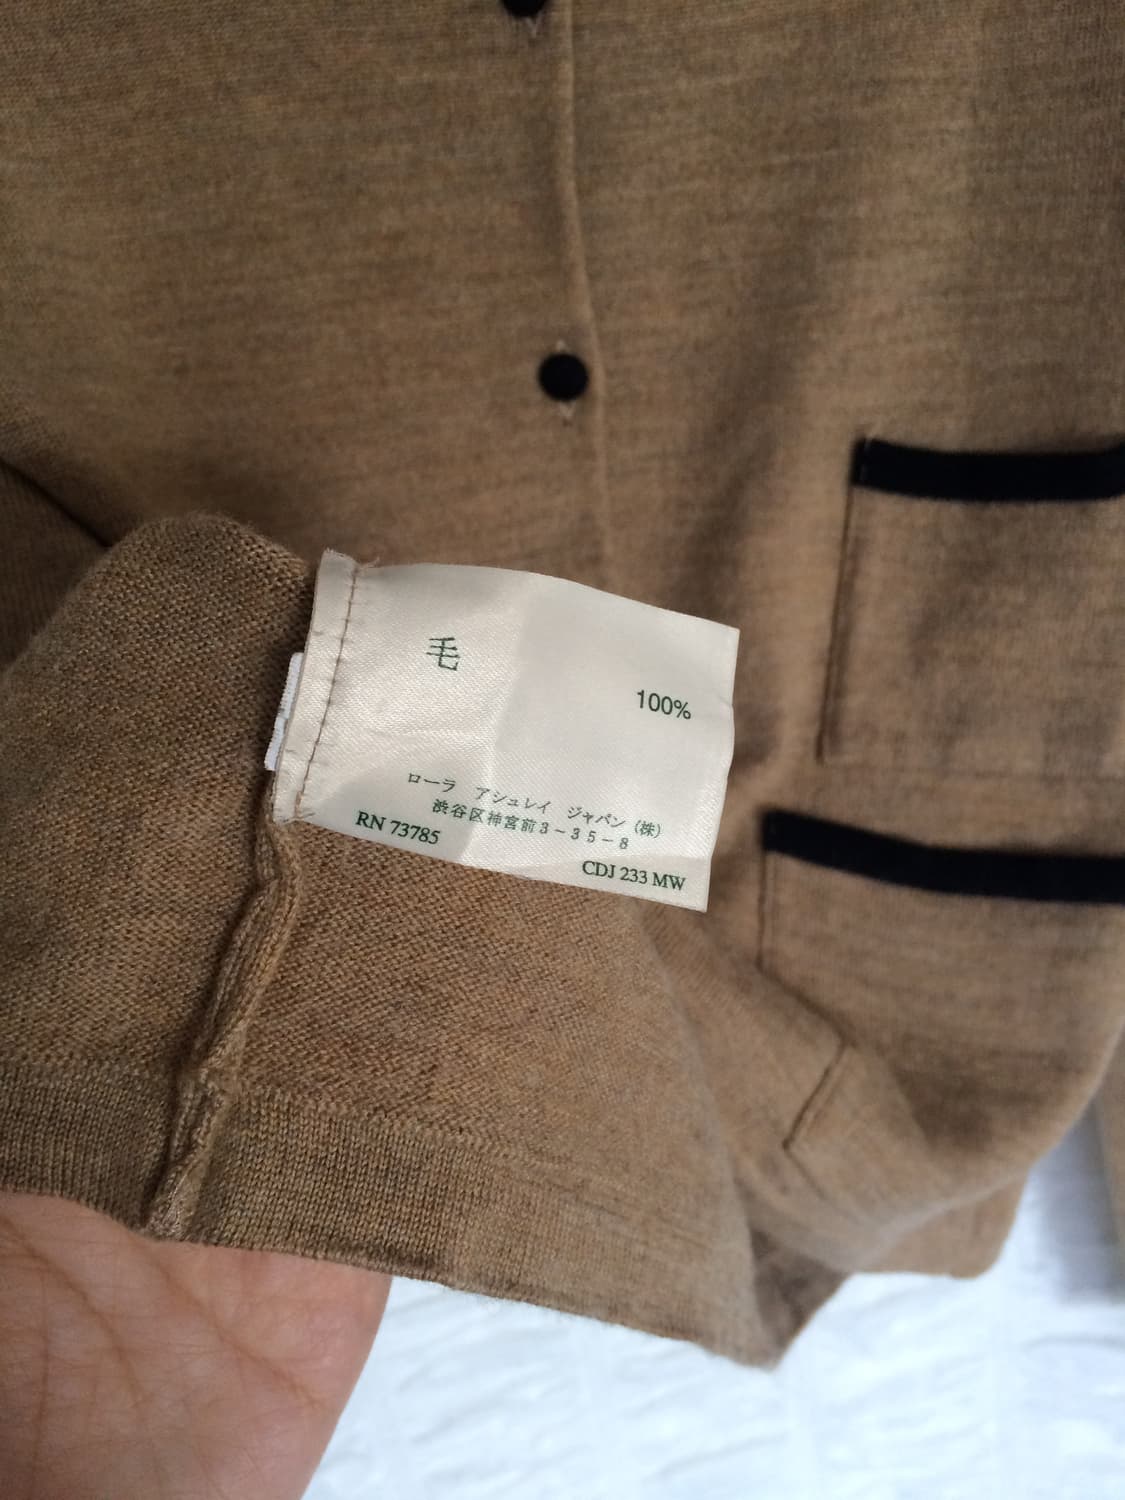 毛 100%
ローラ アシュレイ ジャパン (株)
渋谷区神宮前3-35-8
RN 73785 CDJ 233 MW